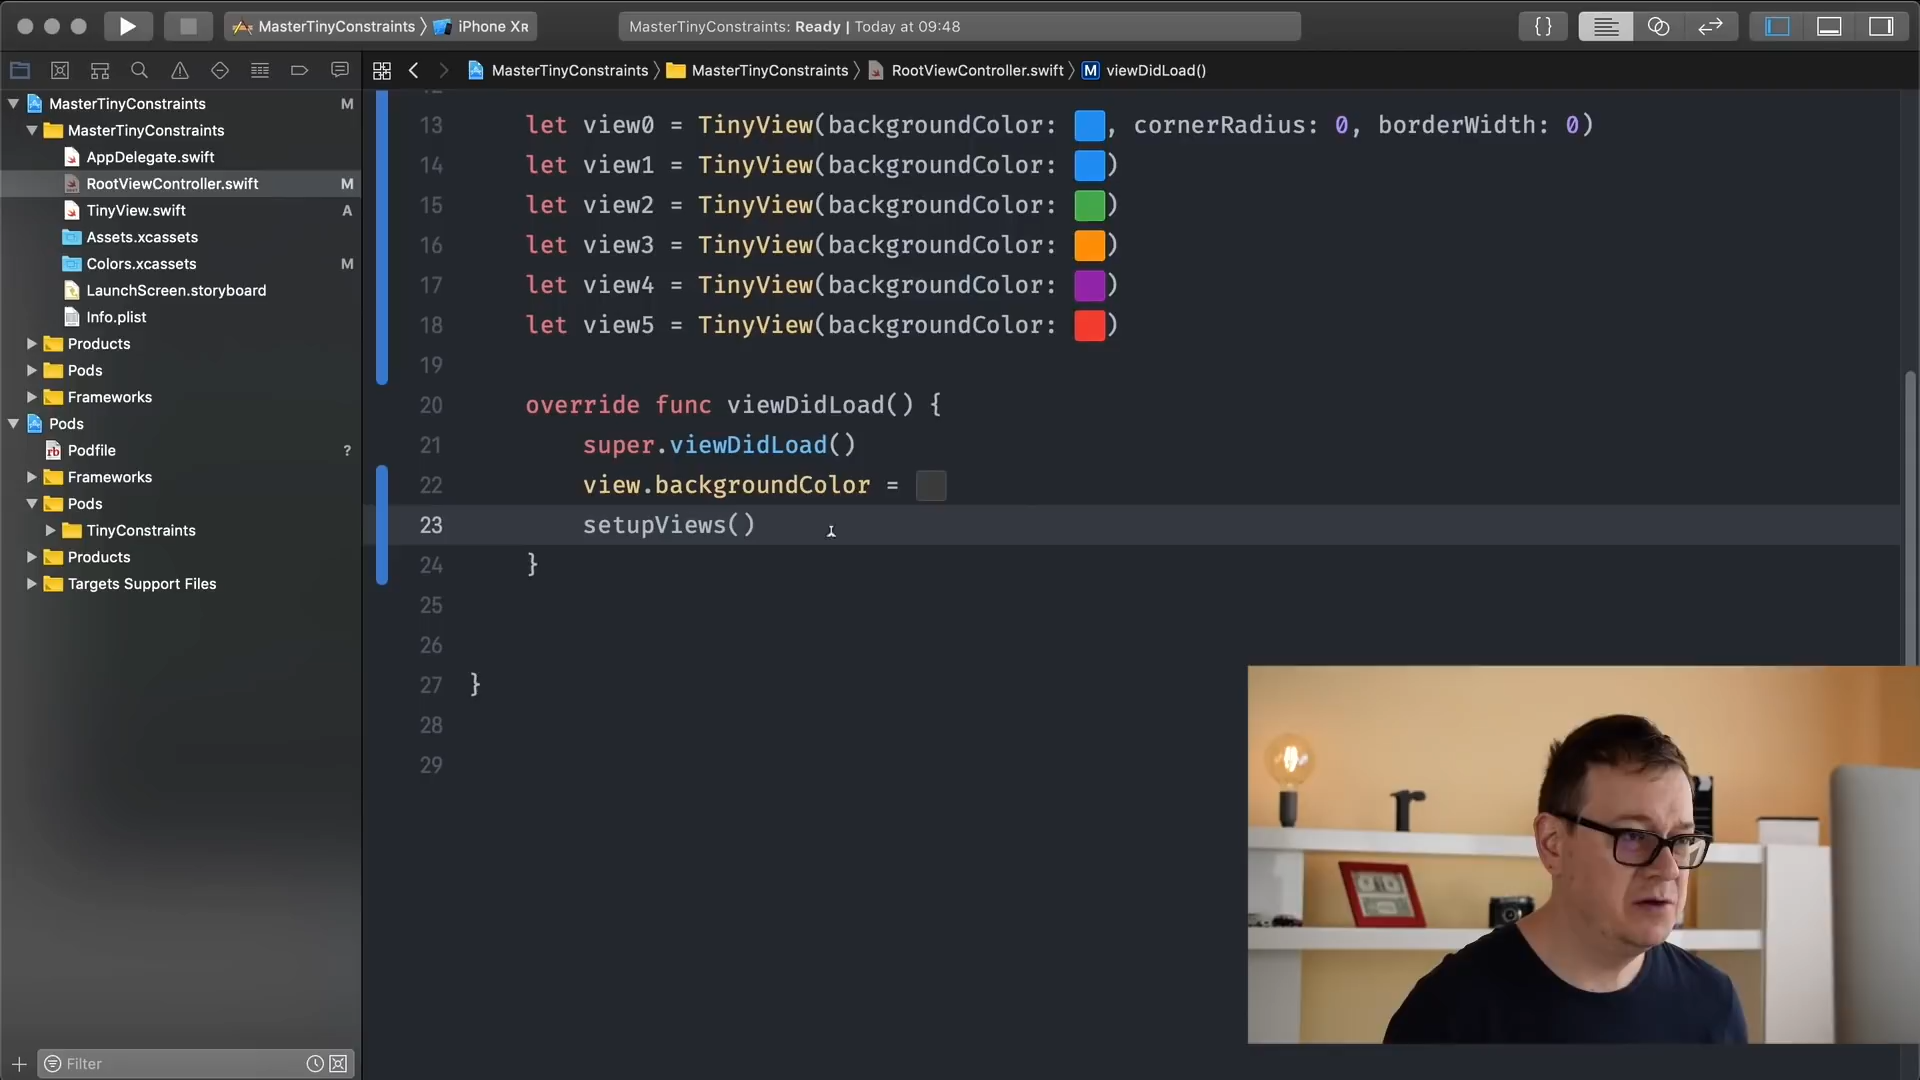 MasterTinyConstraints
iPhone XR
MasterTinyConstraints: Ready | Today at 09:48
MasterTinyConstraints
MasterTinyConstraints
RootViewController.swift
M
viewDidLoad()
MasterTinyConstraints M
MasterTinyConstraints
AppDelegate.swift
RootViewController.swift M
TinyView.swift A
Assets.xcassets
Colors.xcassets M
LaunchScreen.storyboard
Info.plist
Products
Pods
Frameworks
Pods
rb Podfile ?
Frameworks
Pods
TinyConstraints
Products
Targets Support Files
Filter
13 let view0 = TinyView(backgroundColor: , cornerRadius: 0, borderWidth: 0)
14 let view1 = TinyView(backgroundColor: )
15 let view2 = TinyView(backgroundColor: )
16 let view3 = TinyView(backgroundColor: )
17 let view4 = TinyView(backgroundColor: )
18 let view5 = TinyView(backgroundColor: )
19
20 override func viewDidLoad() {
21 super.viewDidLoad()
22 view.backgroundColor =
23 setupViews()
24 }
25
26
27 }
28
29